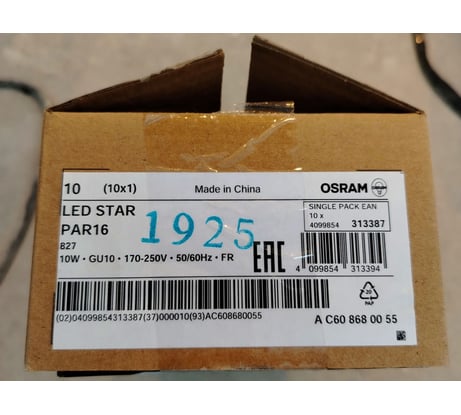 10 (10x1) Made in China OSRAM
LED STAR
PAR16
827
10W · GU10 · 170-250V · 50/60Hz · FR
1925
EAC
SINGLE PACK EAN
10 x
4099854 313387
4 099854 313394
20
PAP
(02)04099854313387(37)000010(93)AC608680055
A C60 868 00 55